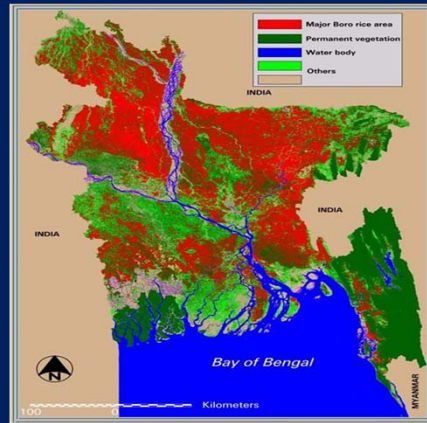 Major Boro rice area
Permanent vegetation
Water body
Others
INDIA
INDIA
INDIA
Bay of Bengal
MYANMAR
100 0 Kilometers